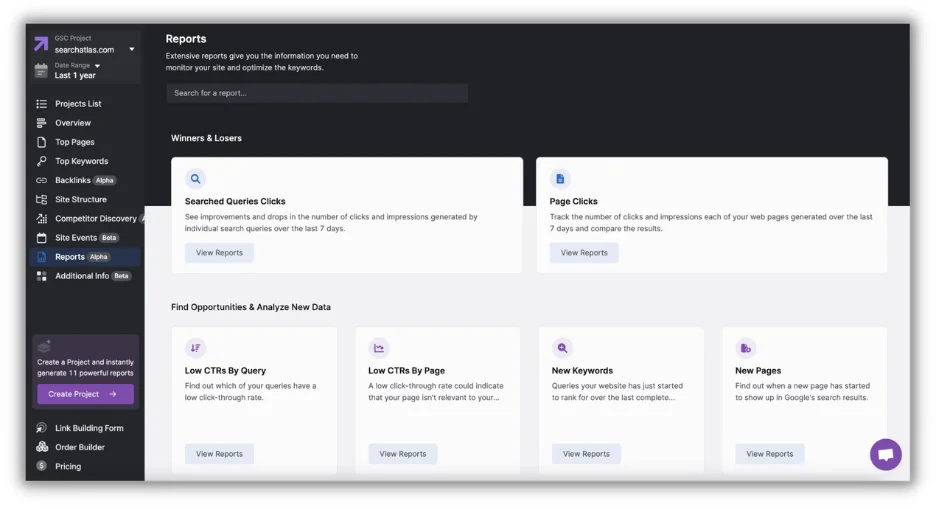 GSC Project
searchatlas.com
Date Range
Last 1 year
Projects List
Overview
Top Pages
Top Keywords
Backlinks Alpha
Site Structure
Competitor Discovery A
Site Events Beta
Reports Alpha
Additional Info Beta
Create a Project and instantly
generate 11 powerful reports
Create Project →
Link Building Form
Order Builder
$ Pricing
Reports
Extensive reports give you the information you need to
monitor your site and optimize the keywords.
Search for a report...
Winners & Losers
Searched Queries Clicks
See improvements and drops in the number of clicks and impressions generated by
individual search queries over the last 7 days.
View Reports
Page Clicks
Track the number of clicks and impressions each of your web pages generated over the last
7 days and compare the results.
View Reports
Find Opportunities & Analyze New Data
Low CTRs By Query
Find out which of your queries have a
low click-through rate.
View Reports
Low CTRs By Page
A low click-through rate could indicate
that your page isn't relevant to your...
View Reports
New Keywords
Queries your website has just started
to rank for over the last complete...
View Reports
New Pages
Find out when a new page has started
to show up in Google's search results.
View Reports